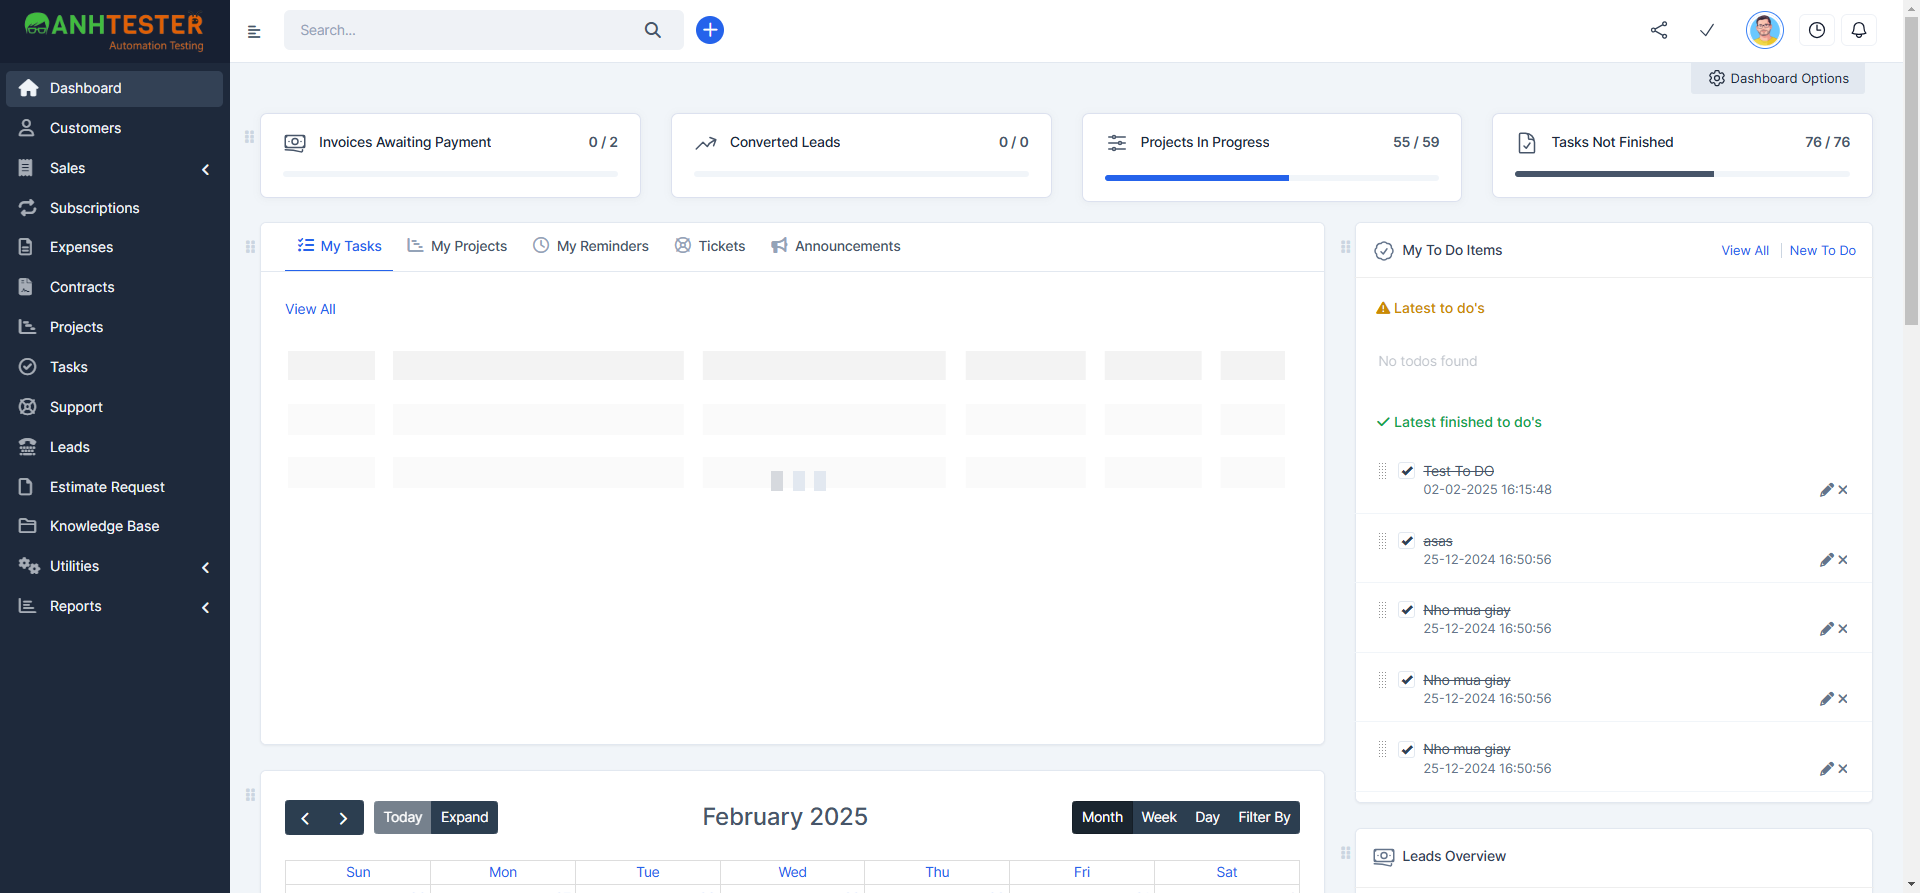 ANHTESTER
Automation Testing
Search...
Dashboard Options
Dashboard
Customers
Sales
Subscriptions
Expenses
Contracts
Projects
Tasks
Support
Leads
Estimate Request
Knowledge Base
Utilities
Reports
Invoices Awaiting Payment 0 / 2
Converted Leads 0 / 0
Projects In Progress 55 / 59
Tasks Not Finished 76 / 76
My Tasks My Projects My Reminders Tickets Announcements
View All
My To Do Items View All New To Do
Latest to do's
No todos found
Latest finished to do's
Test To DO
02-02-2025 16:15:48
asas
25-12-2024 16:50:56
Nho mua giay
25-12-2024 16:50:56
Nho mua giay
25-12-2024 16:50:56
Nho mua giay
25-12-2024 16:50:56
Today Expand February 2025 Month Week Day Filter By
Sun Mon Tue Wed Thu Fri Sat
Leads Overview